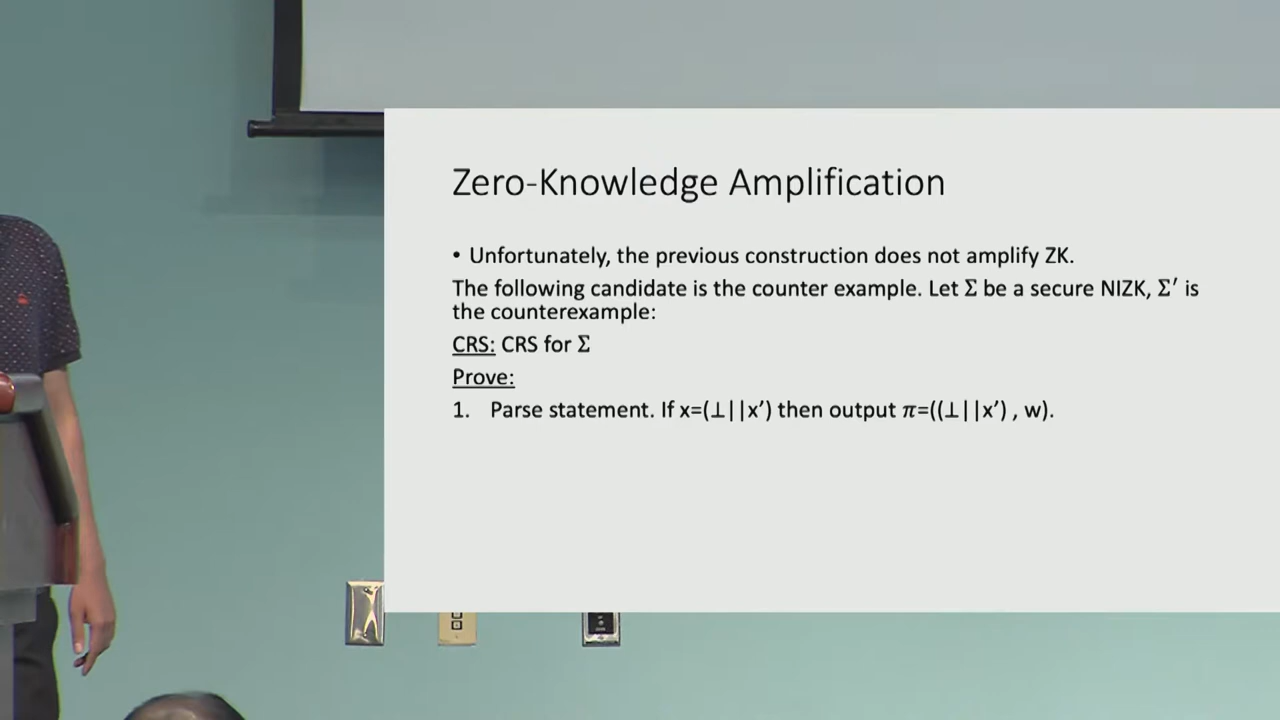 Zero-Knowledge Amplification
• Unfortunately, the previous construction does not amplify ZK.
The following candidate is the counter example. Let Σ be a secure NIZK, Σ′ is
the counterexample:
CRS: CRS for Σ
Prove:
1. Parse statement. If x=(⊥||x’) then output π=((⊥||x’) , w).